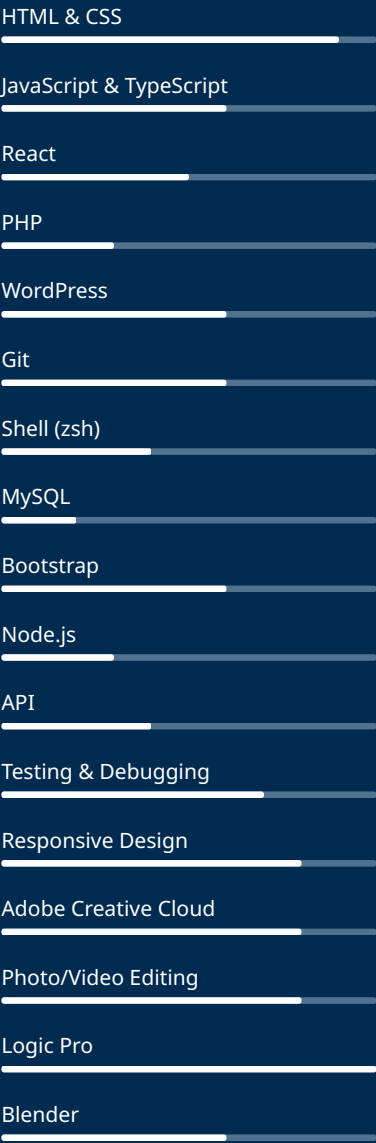 HTML & CSS
JavaScript & TypeScript
React
PHP
WordPress
Git
Shell (zsh)
MySQL
Bootstrap
Node.js
API
Testing & Debugging
Responsive Design
Adobe Creative Cloud
Photo/Video Editing
Logic Pro
Blender